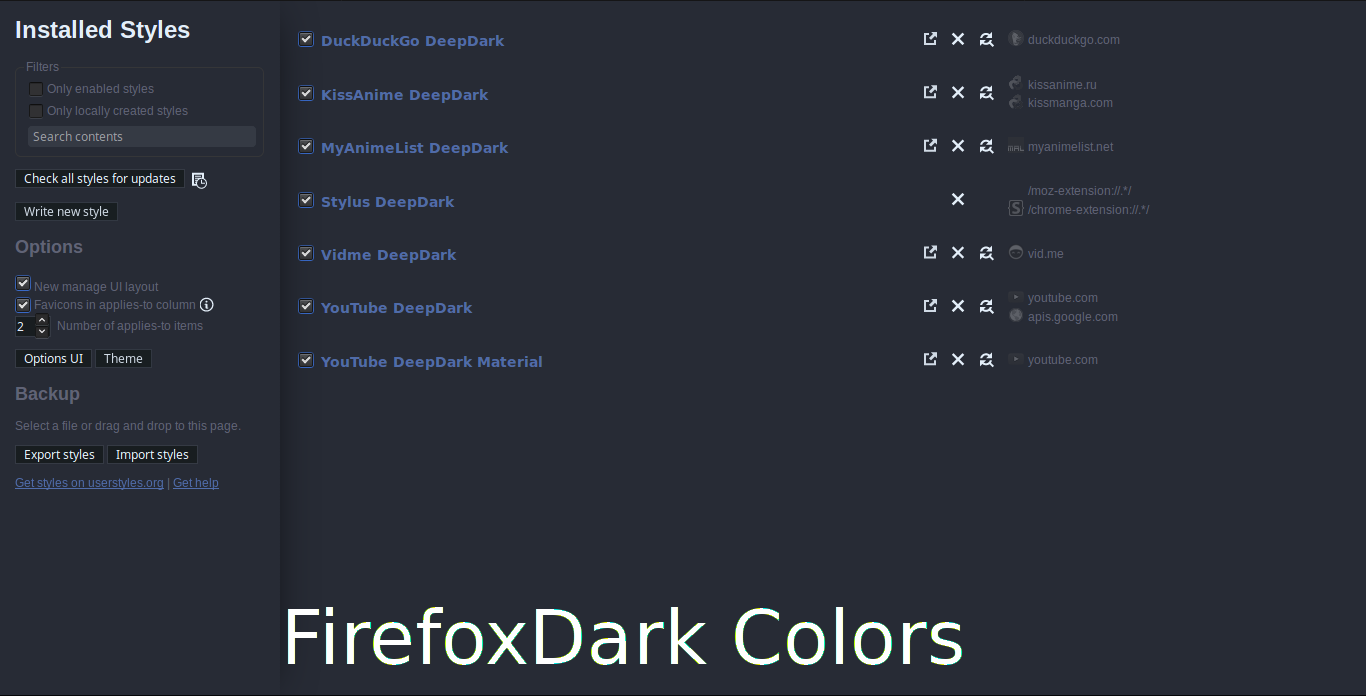 Installed Styles
Filters
Only enabled styles
Only locally created styles
Search contents
Check all styles for updates
Write new style
Options
New manage UI layout
Favicons in applies-to column
2 Number of applies-to items
Options UI Theme
Backup
Select a file or drag and drop to this page.
Export styles Import styles
Get styles on userstyles.org | Get help
DuckDuckGo DeepDark duckduckgo.com
KissAnime DeepDark kissanime.ru
kissmanga.com
MyAnimeList DeepDark MAL myanimelist.net
Stylus DeepDark /moz-extension://.*/
S /chrome-extension://.*/
Vidme DeepDark vid.me
YouTube DeepDark youtube.com
apis.google.com
YouTube DeepDark Material youtube.com
FirefoxDark Colors